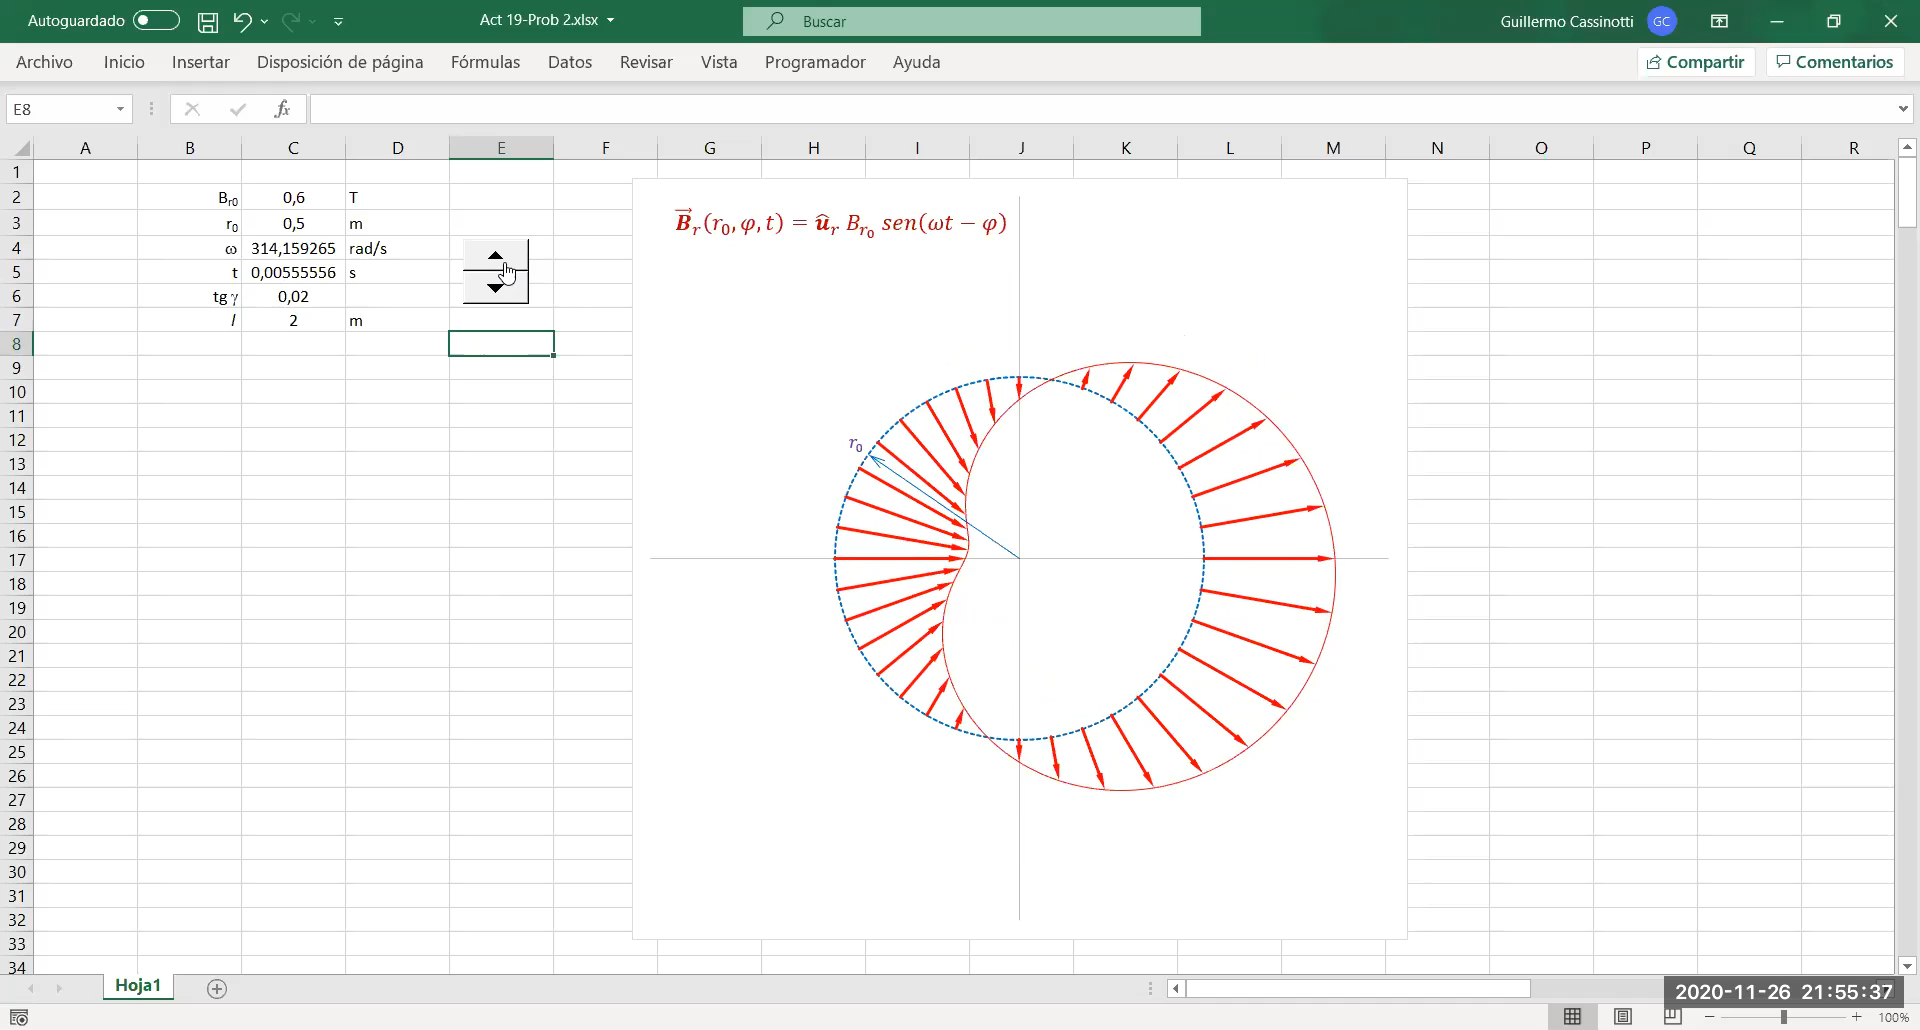 Autoguardado
Act 19-Prob 2.xlsx
Buscar
Guillermo Cassinotti GC
Archivo Inicio Insertar Disposición de página Fórmulas Datos Revisar Vista Programador Ayuda Compartir Comentarios
E8 fx
A B C D E F G H I J K L M N O P Q R
1
2 Br0 0,6 T
3 r0 0,5 m
4 ω 314,159265 rad/s
5 t 0,00555556 s
6 tg γ 0,02
7 l 2 m
8
9
10
11
12
13
14
15
16
17
18
19
20
21
22
23
24
25
26
27
28
29
30
31
32
33
34
B⃗r(r0, φ, t) = ûr Br0 sen(ωt − φ)
r0
Hoja1
2020-11-26 21:55:37
100%